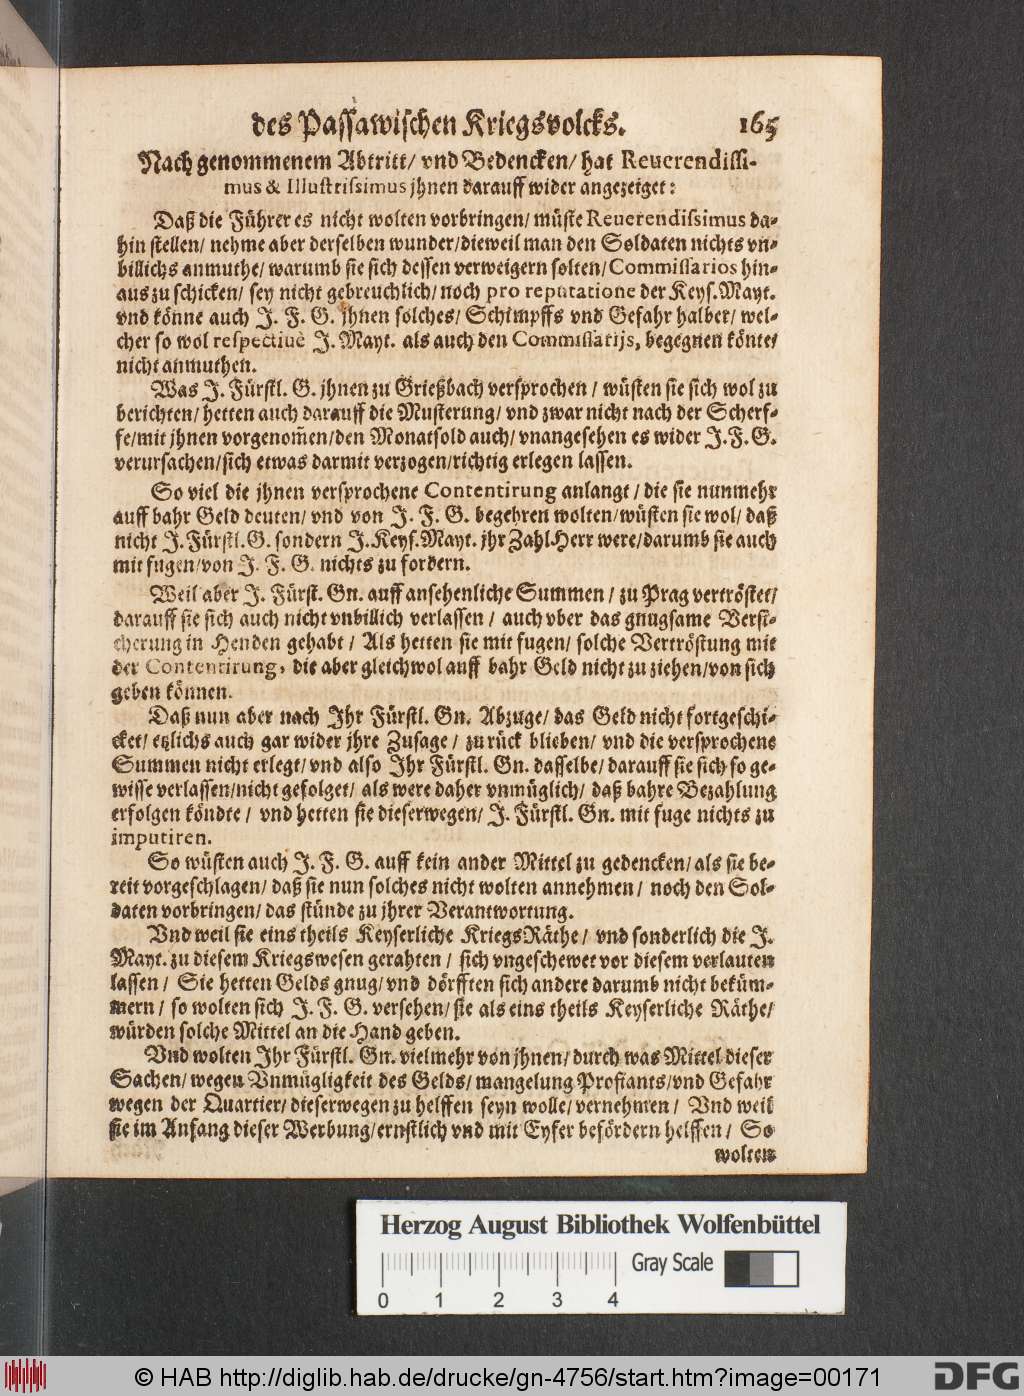 des Passawischen Kriegsvolcks. 165
Nach genommenem Abtritt/ vnd Bedencken/ hat Reuerendissi-
mus & Illustrissimus jhnen darauff wider angezeiget:
Daß die Führer es nicht wolten vorbringen/ müste Reuerendissimus da-
hin stellen/ nehme aber derselben wunder/ dieweil man den Soldaten nichts vn-
billichs anmuthe/ warumb sie sich dessen verweigern solten/ Commissarios hin-
aus zu schicken/ sey nicht gebreuchlich/ noch pro reputatione der Keys. Mayt.
vnd könne auch J. F. G. jhnen solches/ Schimpffs vnd Gefahr halber/ wel-
cher so wol respectiuè J. Mayt. als auch den Commissarijs, begegnen könte/
nicht anmuthen.
Was J. Fürstl. G. jhnen zu Grießbach versprochen / wüsten sie sich wol zu
berichten/ hetten auch darauff die Musterung/ vnd zwar nicht nach der Scherf-
fe/ mit jhnen vorgenom̃en/ den Monatsold auch/ vnangesehen es wider J. F. G.
verursachen/ sich etwas darmit verzogen/ richtig erlegen lassen.
So viel die jhnen versprochene Contentirung anlangt / die sie nunmehr
auff bahr Geld deuten/ vnd von J. F. G. begehren wolten/ wüsten sie wol/ daß
nicht J. Fürstl. G. sondern J. Keys. Mayt. jhr ZahlHerr were/ darumb sie auch
mit fugen/ von J. F. G. nichts zu fordern.
Weil aber J. Fürst. Gn. auff ansehenliche Summen / zu Prag vertröstet/
darauff sie sich auch nicht vnbillich verlassen / auch vber das gnugsame Versi-
cherung in Henden gehabt / Als hetten sie mit fugen/ solche Vertröstung mit
der Contentirung, die aber gleichwol auff bahr Geld nicht zu ziehen/ von sich
geben können.
Daß nun aber nach Jhr Fürstl. Gn. Abzuge/ das Geld nicht fortgeschi-
cket/ etzlichs auch gar wider jhre Zusage / zu rück blieben/ vnd die versprochene
Summen nicht erlegt/ vnd also Jhr Fürstl. Gn. dasselbe/ darauff sie sich so ge-
wisse verlassen/ nicht gefolget/ als were daher vnmüglich/ daß bahre Bezahlung
erfolgen köndte / vnd hetten sie dieserwegen/ J. Fürstl. Gn. mit fuge nichts zu
imputiren.
So wüsten auch J. F. G. auff kein ander Mittel zu gedencken/ als sie be-
reit vorgeschlagen/ daß sie nun solches nicht wolten annehmen / noch den Sol-
daten vorbringen/ das stünde zu jhrer Verantwortung.
Vnd weil sie eins theils Keyserliche KriegsRäthe / vnd sonderlich die J.
Mayt. zu diesem Kriegswesen gerahten / sich vngeschewet vor diesem verlauten
lassen / Sie hetten Gelds gnug/ vnd dörfften sich andere darumb nicht beküm-
mern / so wolten sich J. F. G. versehen/ sie als eins theils Keyserliche Räthe/
würden solche Mittel an die Hand geben.
Vnd wolten Jhr Fürstl. Gn. vielmehr von jhnen/ durch was Mittel dieser
Sachen/ wegen Vnmügligkeit des Gelds/ mangelung Profiants/ vnd Gefahr
wegen der Quartier/ dieserwegen zu helffen seyn wolle/ vernehmen / Vnd weil
sie im Anfang dieser Werbung/ ernstlich vnd mit Eyfer befördern helffen / So
wolten
Herzog August Bibliothek Wolfenbüttel
Gray Scale
0 1 2 3 4
© HAB http://diglib.hab.de/drucke/gn-4756/start.htm?image=00171
DFG